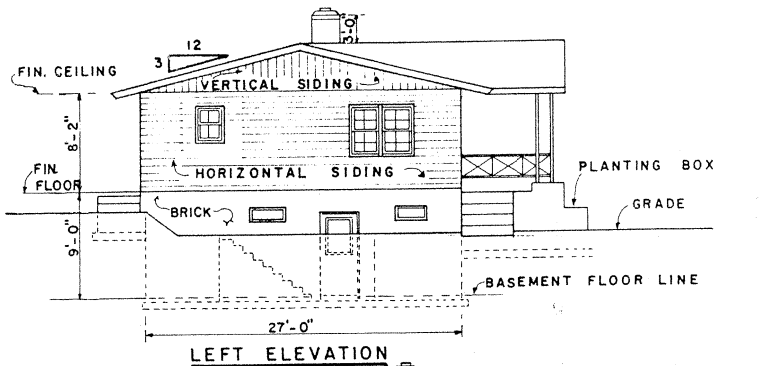 3'-0"
12
3
FIN. CEILING
VERTICAL SIDING
8'-2"
HORIZONTAL SIDING
FIN.
FLOOR
PLANTING BOX
BRICK
GRADE
9'-0"
BASEMENT FLOOR LINE
27'-0"
LEFT ELEVATION